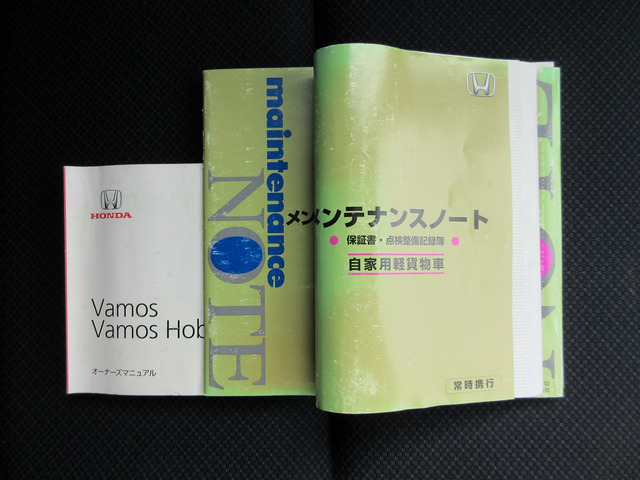 HONDA
Vamos
Vamos Hob
オーナーズマニュアル
maintenance
NOTE
メンメンテナンスノート
保証書・点検整備記録簿
自家用軽貨物車
常時携行